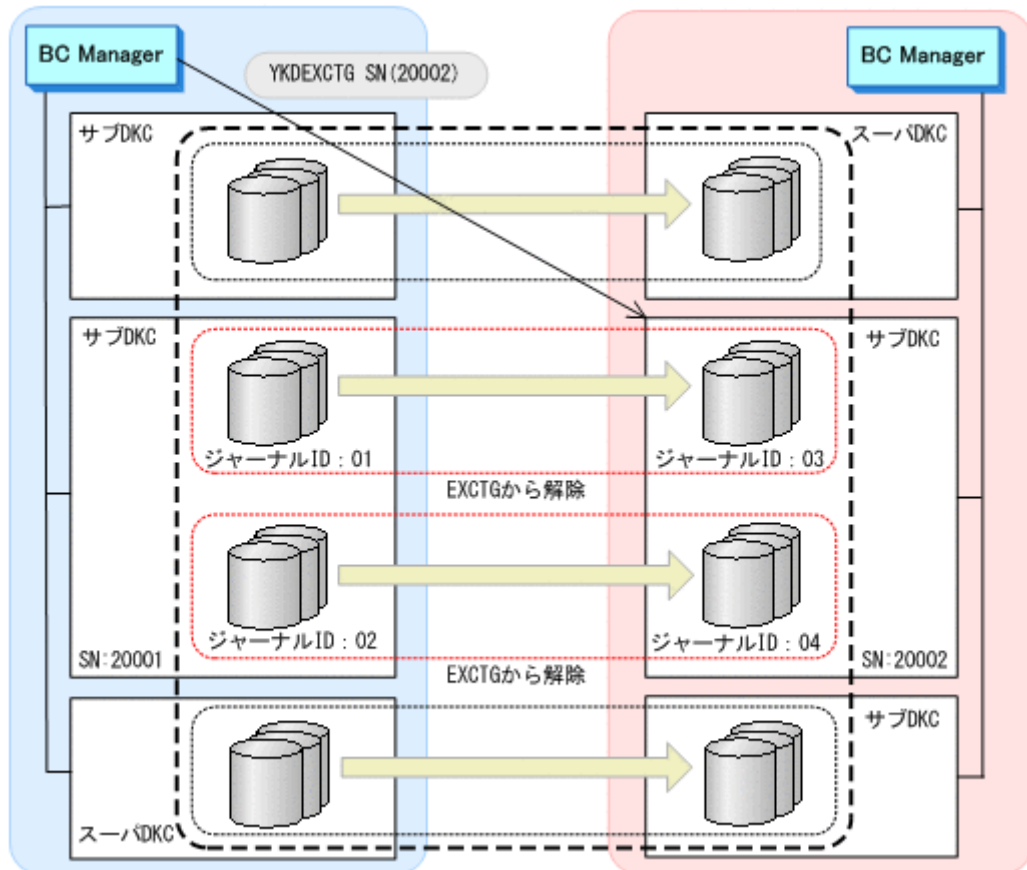 BC Manager
BC Manager
YKDEXCTG SN(20002)
サブDKC
スーパDKC
サブDKC
サブDKC
ジャーナルID：01
ジャーナルID：03
EXCTGから解除
ジャーナルID：02
ジャーナルID：04
SN:20001
SN:20002
EXCTGから解除
サブDKC
スーパDKC